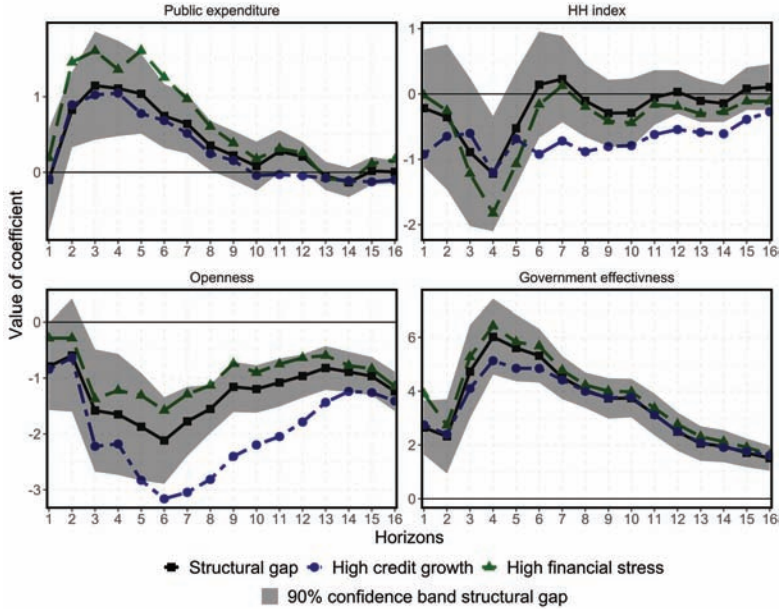 Public expenditure
HH index
1
0
1 2 3 4 5 6 7 8 9 10 11 12 13 14 15 16
1
0
-1
-2
1 2 3 4 5 6 7 8 9 10 11 12 13 14 15 16
Value of coefficient
Openness
Government effectivness
0
-1
-2
-3
1 2 3 4 5 6 7 8 9 10 11 12 13 14 15 16
6
4
2
0
1 2 3 4 5 6 7 8 9 10 11 12 13 14 15 16
Horizons
Structural gap High credit growth High financial stress
90% confidence band structural gap